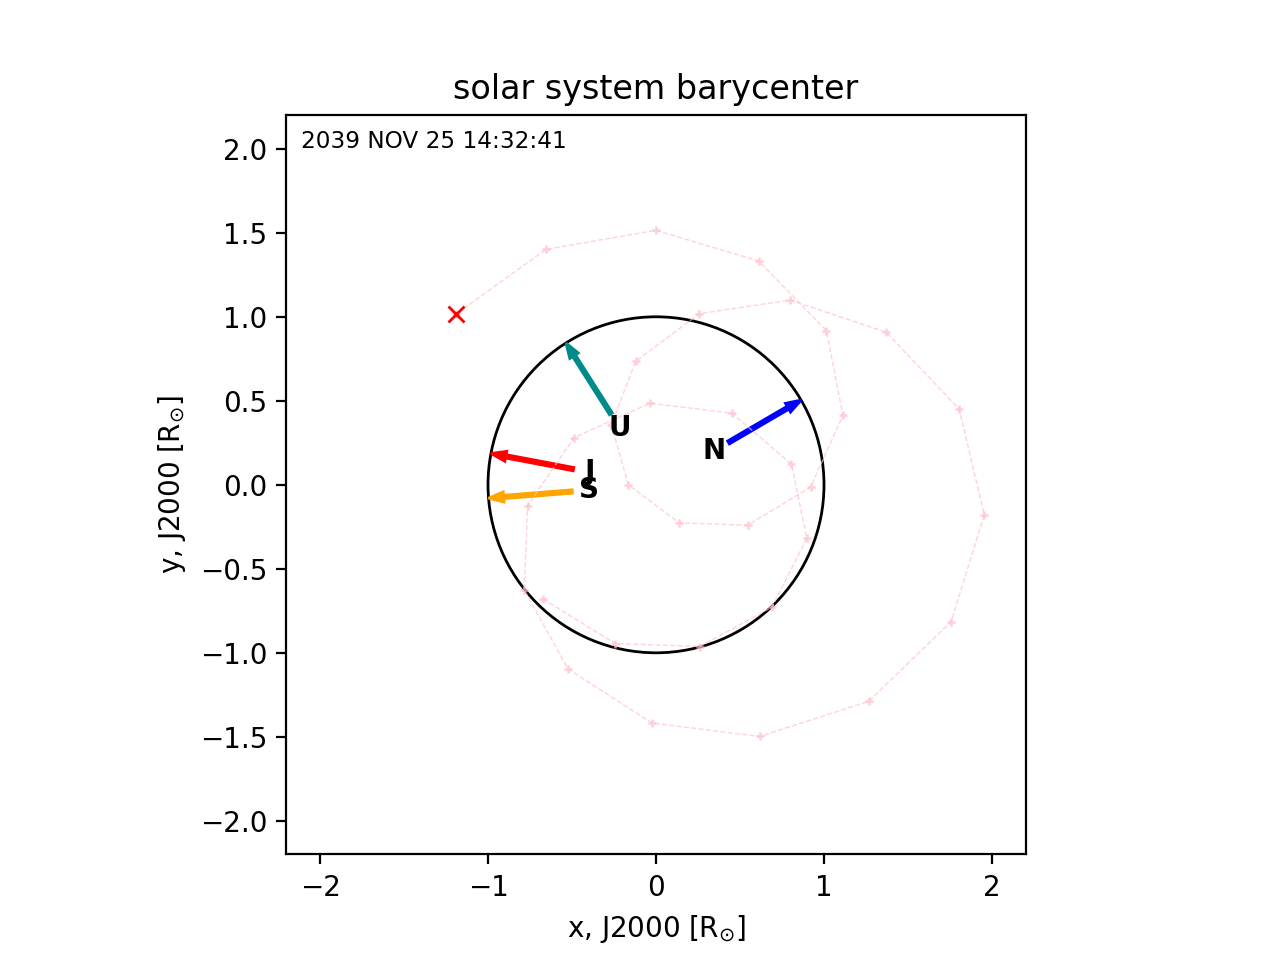 solar system barycenter
2039 NOV 25 14:32:41
2.0
1.5
1.0
0.5
0.0
−0.5
−1.0
−1.5
−2.0
y, J2000 [R☉]
U
N
J
S
−2
−1
0
1
2
x, J2000 [R☉]